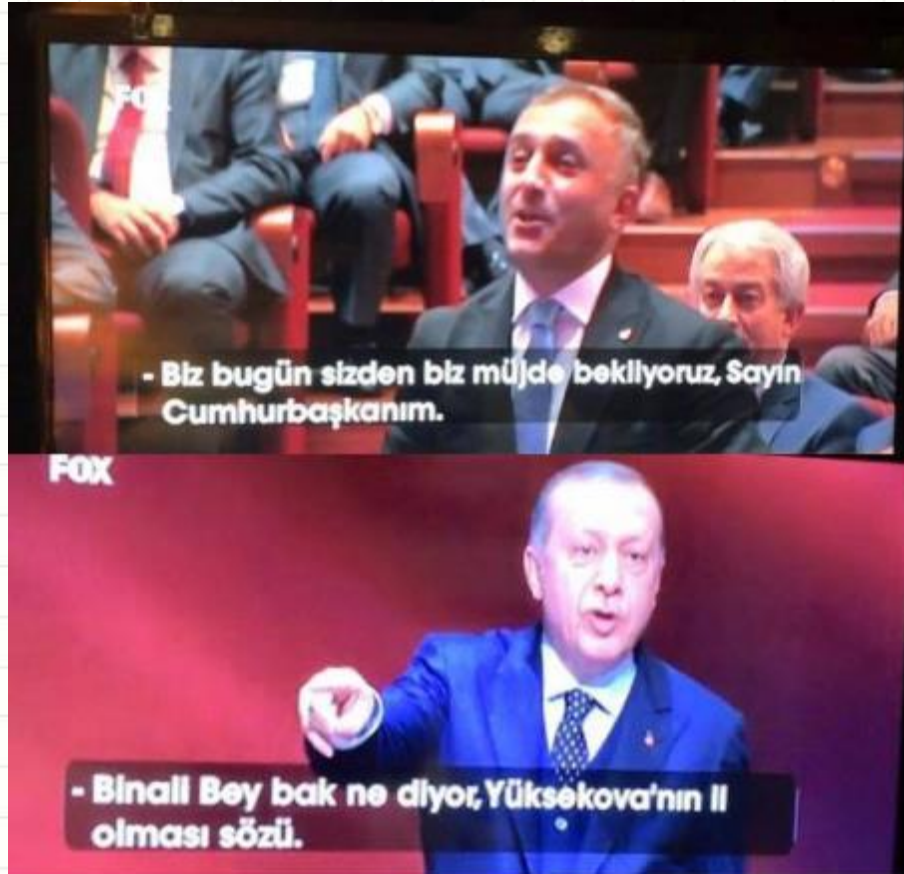 FOX
- Biz bugün sizden biz müjde bekliyoruz, Sayın
Cumhurbaşkanım.
FOX
- Binali Bey bak ne diyor, Yüksekova'nın il
olması sözü.